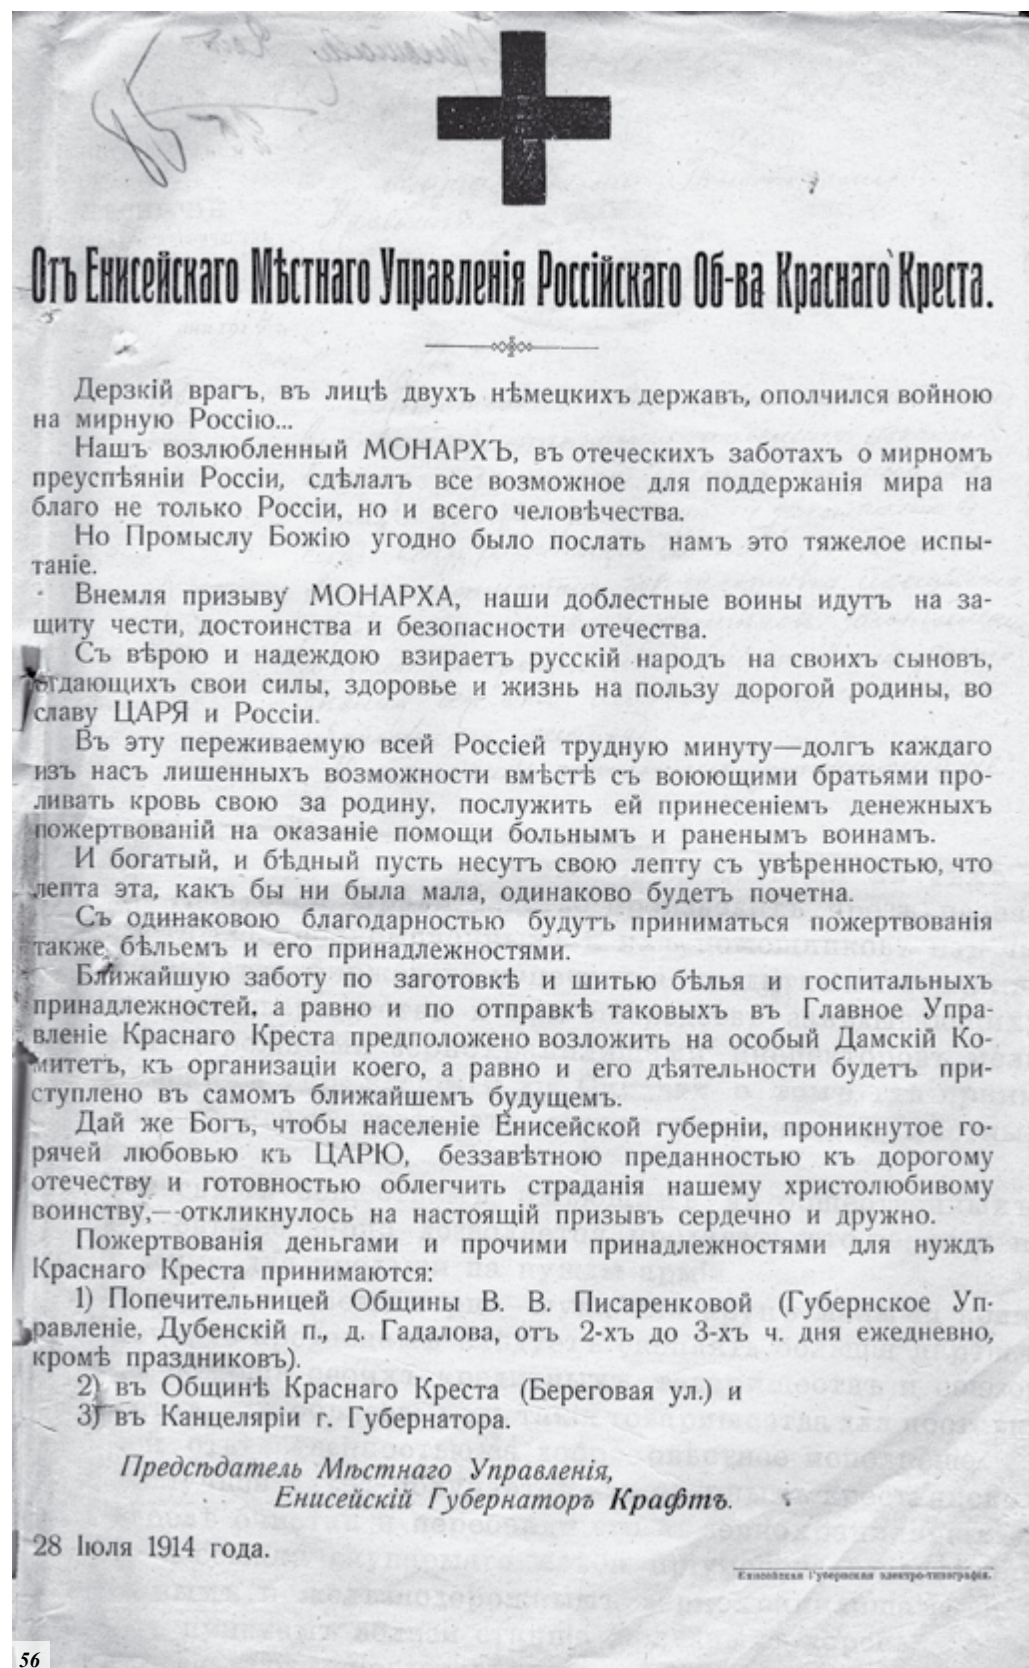 85
Отъ Енисейскаго Мѣстнаго Управленія Россійскаго Об-ва Краснаго Креста.
Дерзкій врагъ, въ лицѣ двухъ нѣмецкихъ державъ, ополчился войною
на мирную Россію...
Нашъ возлюбленный МОНАРХЪ, въ отеческихъ заботахъ о мирномъ
преуспѣяніи Россіи, сдѣлалъ все возможное для поддержанія мира на
благо не только Россіи, но и всего человѣчества.
Но Промыслу Божію угодно было послать намъ это тяжелое испы-
таніе.
Внемля призыву МОНАРХА, наши доблестные воины идутъ на за-
щиту чести, достоинства и безопасности отечества.
Съ вѣрою и надеждою взираетъ русскій народъ на своихъ сыновъ,
отдающихъ свои силы, здоровье и жизнь на пользу дорогой родины, во
славу ЦАРЯ и Россіи.
Въ эту переживаемую всей Россіей трудную минуту—долгъ каждаго
изъ насъ лишенныхъ возможности вмѣстѣ съ воюющими братьями про-
ливать кровь свою за родину, послужить ей принесеніемъ денежныхъ
пожертвованій на оказаніе помощи больнымъ и раненымъ воинамъ.
И богатый, и бѣдный пусть несутъ свою лепту съ увѣренностью, что
лепта эта, какъ бы ни была мала, одинаково будетъ почетна.
Съ одинаковою благодарностью будутъ приниматься пожертвованія
также бѣльемъ и его принадлежностями.
Ближайшую заботу по заготовкѣ и шитью бѣлья и госпитальныхъ
принадлежностей, а равно и по отправкѣ таковыхъ въ Главное Упра-
вленіе Краснаго Креста предположено возложить на особый Дамскій Ко-
митетъ, къ организаціи коего, а равно и его дѣятельности будетъ при-
ступлено въ самомъ ближайшемъ будущемъ.
Дай же Богъ, чтобы населеніе Енисейской губерніи, проникнутое го-
рячей любовью къ ЦАРЮ, беззавѣтною преданностью къ дорогому
отечеству и готовностью облегчить страданія нашему христолюбивому
воинству,—откликнулось на настоящій призывъ сердечно и дружно.
Пожертвованія деньгами и прочими принадлежностями для нуждъ
Краснаго Креста принимаются:
1) Попечительницей Общины В. В. Писаренковой (Губернское Уп-
равленіе, Дубенскій п., д. Гадалова, отъ 2-хъ до 3-хъ ч. дня ежедневно,
кромѣ праздниковъ).
2) въ Общинѣ Краснаго Креста (Береговая ул.) и
3) въ Канцеляріи г. Губернатора.
Предсѣдатель Мѣстнаго Управленія,
Енисейскій Губернаторъ Крафтъ.
28 Іюля 1914 года.
Енисейская Губернская электро-типографія.
56